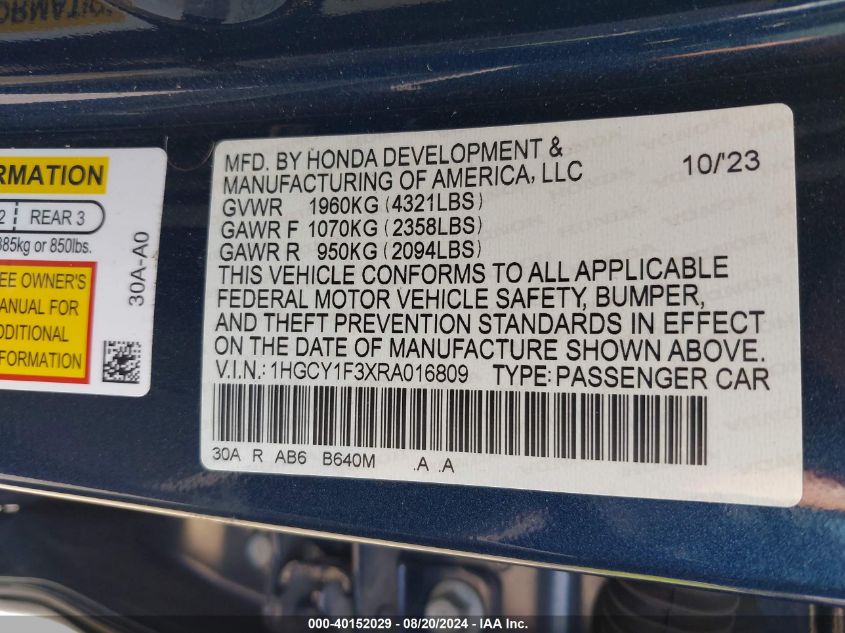 RMATION
2 REAR 3
385kg or 850lbs.
EE OWNER'S
ANUAL FOR
DDITIONAL
FORMATION
30A-A0
MFD. BY HONDA DEVELOPMENT &
MANUFACTURING OF AMERICA, LLC 10/'23
GVWR 1960KG (4321LBS)
GAWR F 1070KG (2358LBS)
GAWR R 950KG (2094LBS)
THIS VEHICLE CONFORMS TO ALL APPLICABLE
FEDERAL MOTOR VEHICLE SAFETY, BUMPER,
AND THEFT PREVENTION STANDARDS IN EFFECT
ON THE DATE OF MANUFACTURE SHOWN ABOVE.
V.I.N.: 1HGCY1F3XRA016809 TYPE: PASSENGER CAR
30A R AB6 B640M .A .A
000-40152029 - 08/20/2024 - IAA Inc.